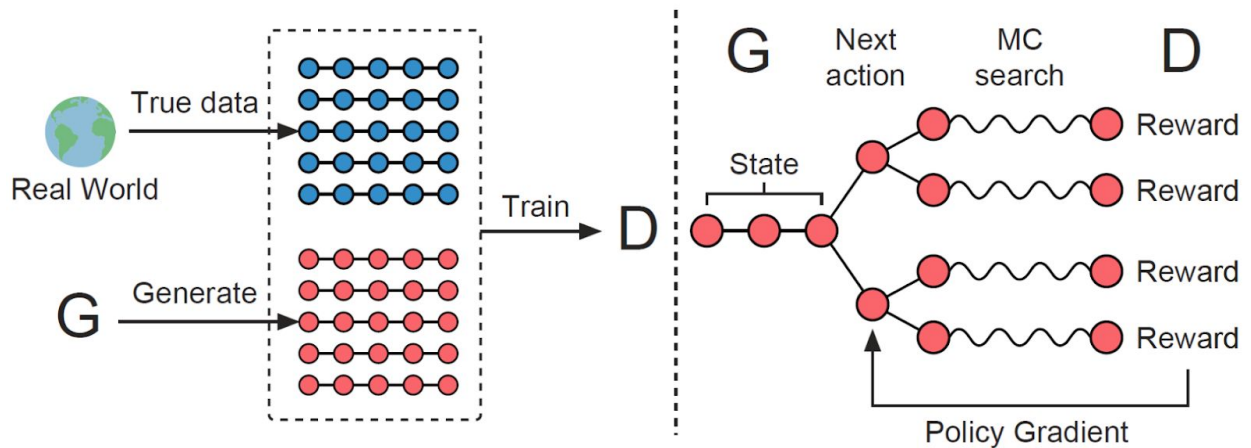 True data
Real World
G
Generate
Train
D
G
Next
action
MC
search
D
State
Reward
Reward
Reward
Reward
Policy Gradient